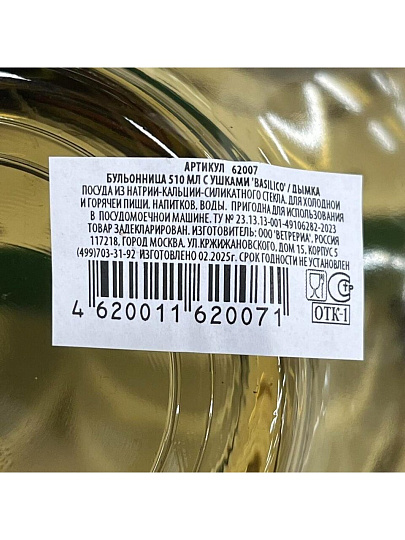 АРТИКУЛ 62007
БУЛЬОННИЦА 510 МЛ С УШКАМИ 'BASILICO' / ДЫМКА
ПОСУДА ИЗ НАТРИИ-КАЛЬЦИИ-СИЛИКАТНОГО СТЕКЛА. ДЛЯ ХОЛОДНОЙ
И ГОРЯЧЕЙ ПИЩИ. НАПИТКОВ, ВОДЫ. ПРИГОДНА ДЛЯ ИСПОЛЬЗОВАНИЯ
В ПОСУДОМОЕЧНОЙ МАШИНЕ. ТУ № 23.13.13-001-49106282-2023
ТОВАР ЗАДЕКЛАРИРОВАН. ИЗГОТОВИТЕЛЬ: ООО 'ВЕТРЕРИА', РОССИЯ
117218, ГОРОД МОСКВА. УЛ.КРЖИЖАНОВСКОГО, ДОМ 15. КОРПУС 5
(499)703-31-92 ИЗГОТОВЛЕНО 02.2025г. СРОК ГОДНОСТИ НЕ УСТАНОВЛЕН
4 620011 620071
ОТК-1